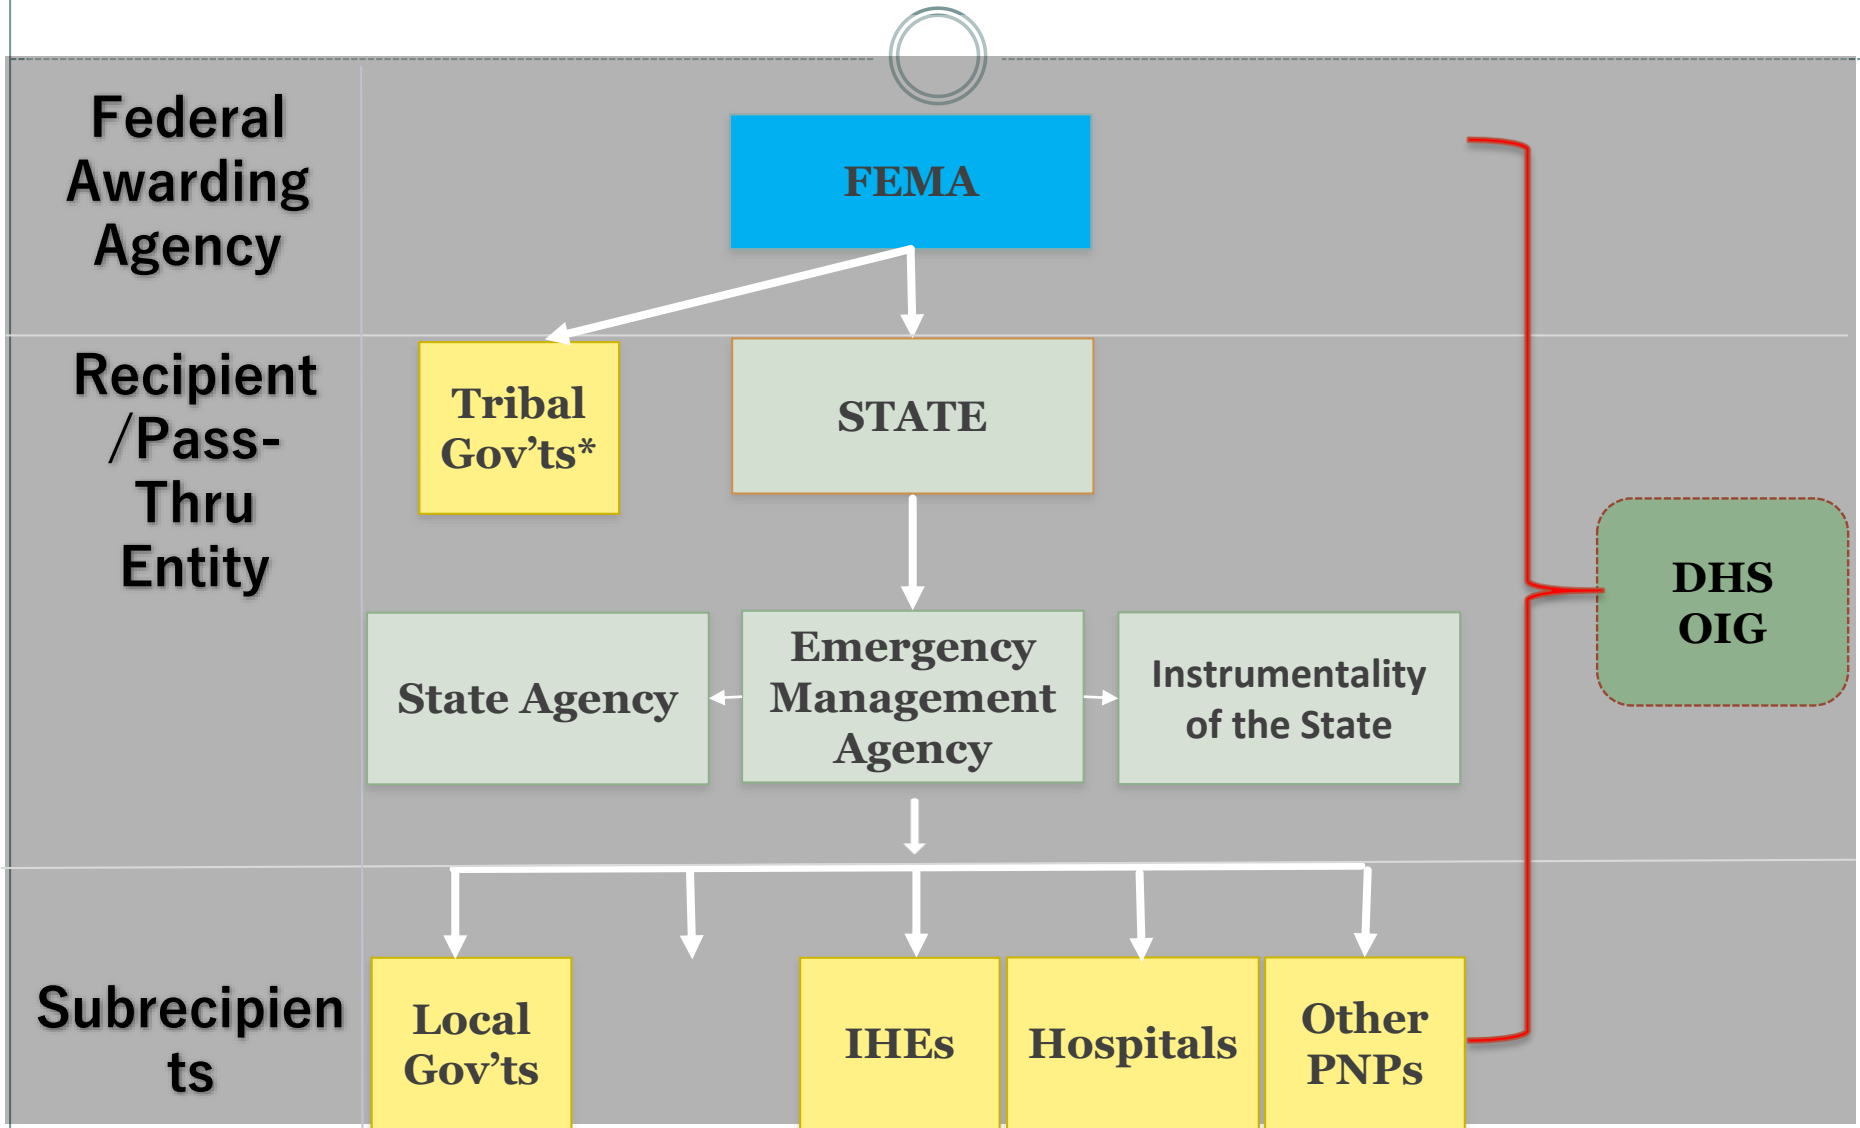 Federal
Awarding
Agency
FEMA
Recipient
/Pass-
Thru
Entity
Tribal
Gov’ts*
STATE
DHS
OIG
State Agency
Emergency
Management
Agency
Instrumentality
of the State
Subrecipien
ts
Local
Gov’ts
IHEs
Hospitals
Other
PNPs